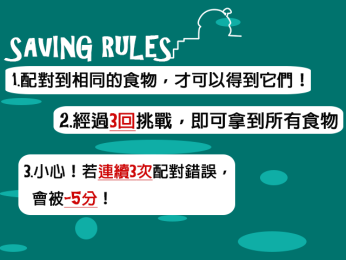 SAVING RULES
1.配對到相同的食物，才可以得到它們！
2.經過3回挑戰，即可拿到所有食物
3.小心！若連續3次配對錯誤，
會被-5分！